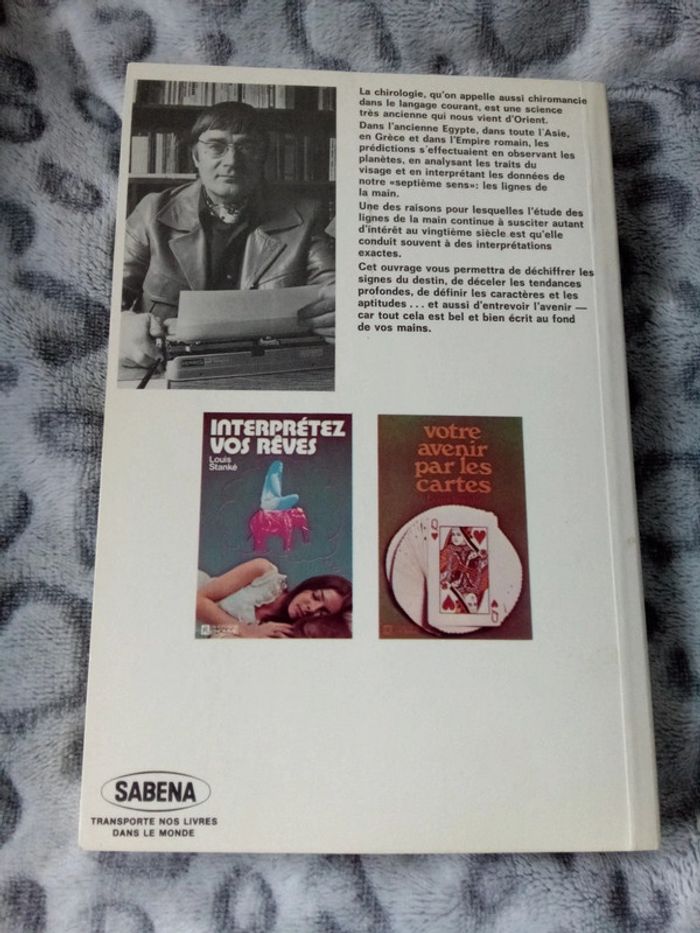 La chirologie, qu'on appelle aussi chiromancie
dans le langage courant, est une science
très ancienne qui nous vient d'Orient.
Dans l'ancienne Egypte, dans toute l'Asie,
en Grèce et dans l'Empire romain, les
prédictions s'effectuaient en observant les
planètes, en analysant les traits du
visage et en interprétant les données de
notre «septième sens»: les lignes de
la main.
Une des raisons pour lesquelles l'étude des
lignes de la main continue à susciter autant
d'intérêt au vingtième siècle est qu'elle
conduit souvent à des interprétations
exactes.
Cet ouvrage vous permettra de déchiffrer les
signes du destin, de déceler les tendances
profondes, de définir les caractères et les
aptitudes . . . et aussi d'entrevoir l'avenir —
car tout cela est bel et bien écrit au fond
de vos mains.
INTERPRÉTEZ
VOS RÊVES
Louis
Stanké
votre
avenir
par les
cartes
Q
Q
SABENA
TRANSPORTE NOS LIVRES
DANS LE MONDE